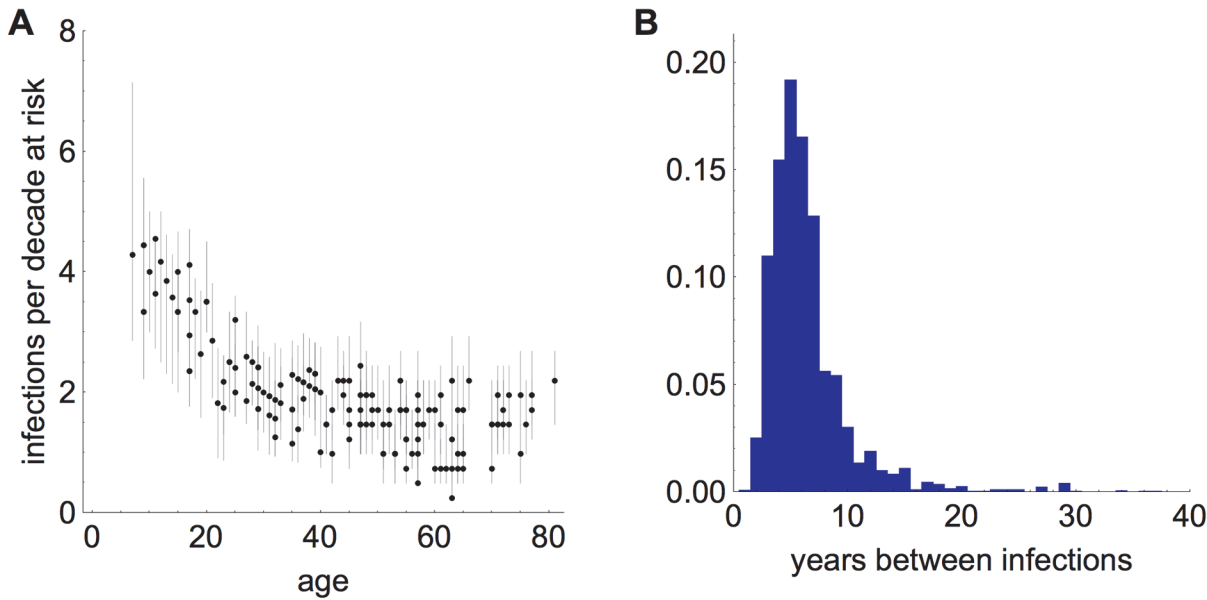 A
8
6
4
2
0
infections per decade at risk
0 20 40 60 80
age
B
0.20
0.15
0.10
0.05
0.00
0 10 20 30 40
years between infections